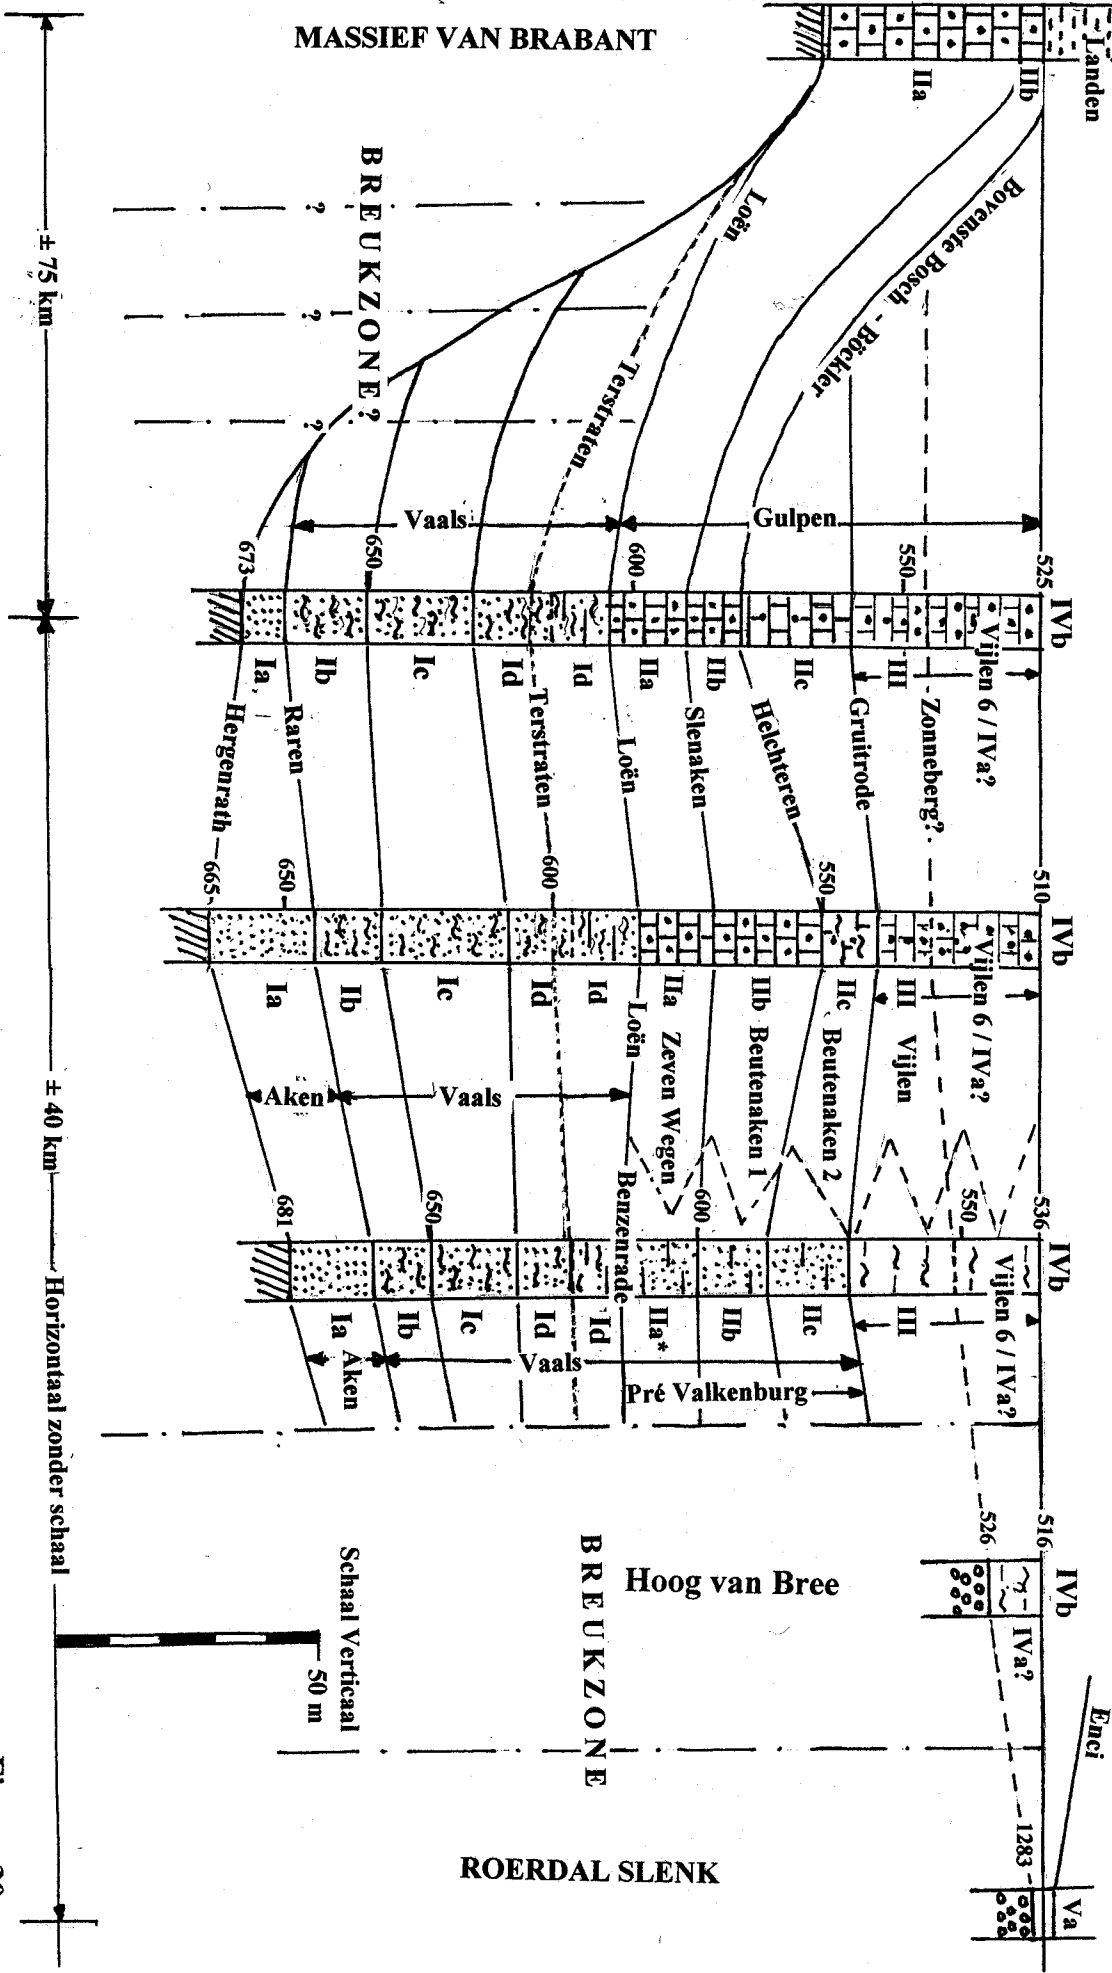 MASSIEF VAN BRABANT
Landen
IIa
IIb
BREUKZONE?
?
?
?
± 75 km
Loën
Terstraten
Bovenste Bosch - Böckler
Vaals
Gulpen
673
650
600
550
525
IVb
Ia
Ib
Ic
Id
Id
IIa
IIb
IIc
III
Vijlen 6 / IVa?
Hergenrath
Raren
Terstraten
Loën
Slenaken
Helchteren
Gruitrode
Zonneberg?
665
650
600
550
510
IVb
Ia
Ib
Ic
Id
Id
IIa
IIb
IIc
III
Vijlen 6 / IVa?
Loën
Zeven Wegen
Beutenaken 1
Beutenaken 2
Vijlen
Aken
Vaals
± 40 km
Horizontaal zonder schaal
681
650
600
550
536
IVb
Benzenrade
Ia
Ib
Ic
Id
Id
IIa*
IIb
IIc
III
Vijlen 6 / IVa?
Aken
Vaals
Pré Valkenburg
BREUKZONE
Hoog van Bree
526
516
IVb
IVa?
Schaal Verticaal
50 m
Enci
1283
Va
ROERDAL SLENK